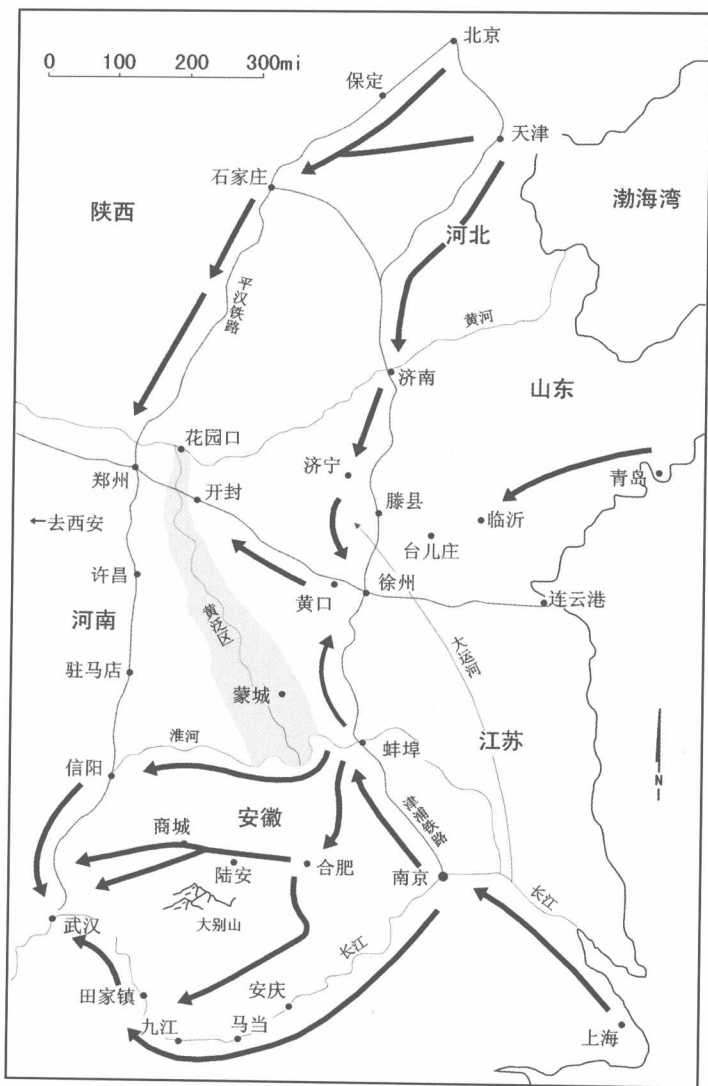 北京
0 100 200 300mi
保定
天津
石家庄
陕西
渤海湾
河北
平汉铁路
黄河
济南
山东
花园口
济宁
郑州
青岛
开封
滕县
临沂
←去西安
台儿庄
许昌
黄口
徐州
连云港
河南
黄泛区
大运河
驻马店
蒙城
淮河
蚌埠
江苏
信阳
N
安徽
津浦铁路
商城
陆安
合肥
南京
大别山
长江
武汉
长江
田家镇
安庆
九江
马当
上海